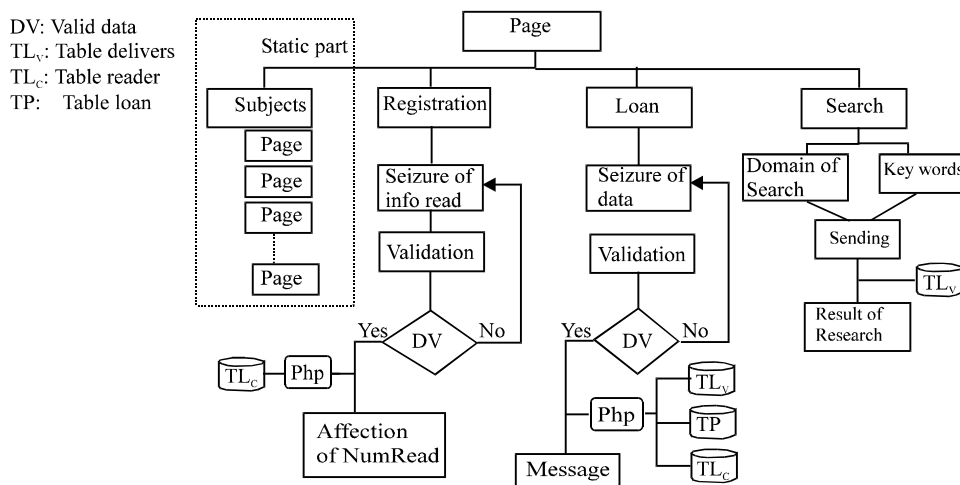 DV: Valid data
TLv: Table delivers
TLC: Table reader
TP: Table loan
Page
Static part
Subjects
Page
Page
Page
Page
Registration
Seizure of
info read
Validation
Yes
DV
No
TLC
Php
Affection
of NumRead
Loan
Seizure of
data
Validation
Yes
DV
No
Php
TLV
TP
TLC
Message
Search
Domain of
Search
Key words
Sending
TLV
Result of
Research